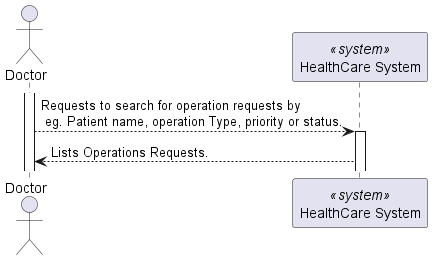 Doctor
«system»
HealthCare System
Requests to search for operation requests by
eg. Patient name, operation Type, priority or status.
Lists Operations Requests.
Doctor
«system»
HealthCare System